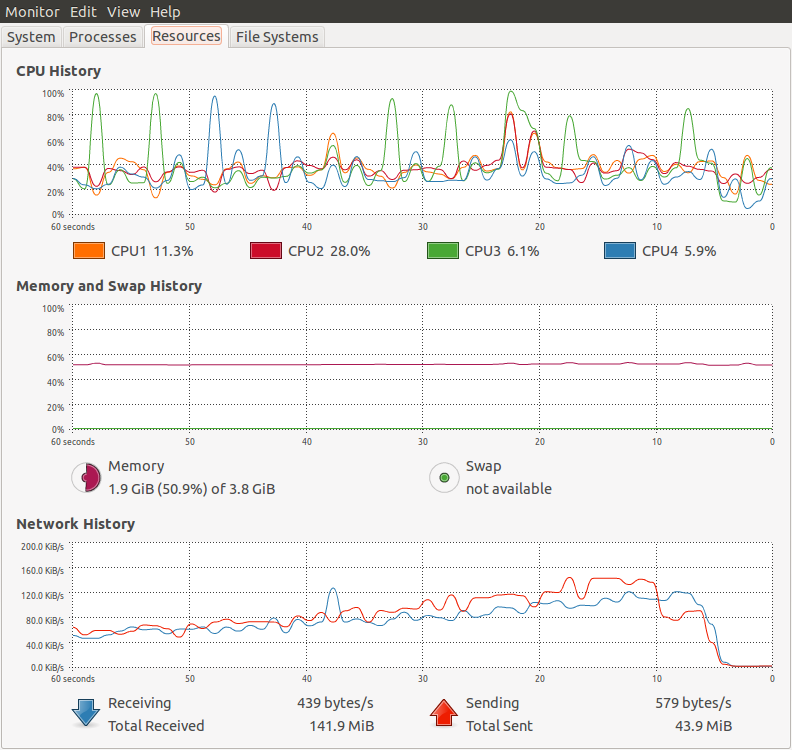 Monitor Edit View Help
System Processes Resources File Systems
CPU History
100%
80%
60%
40%
20%
0%
60 seconds 50 40 30 20 10 0
CPU1 11.3% CPU2 28.0% CPU3 6.1% CPU4 5.9%
Memory and Swap History
100%
80%
60%
40%
20%
0%
60 seconds 50 40 30 20 10 0
Memory Swap
1.9 GiB (50.9%) of 3.8 GiB not available
Network History
200.0 KiB/s
160.0 KiB/s
120.0 KiB/s
80.0 KiB/s
40.0 KiB/s
0.0 KiB/s
60 seconds 50 40 30 20 10 0
Receiving 439 bytes/s Sending 579 bytes/s
Total Received 141.9 MiB Total Sent 43.9 MiB